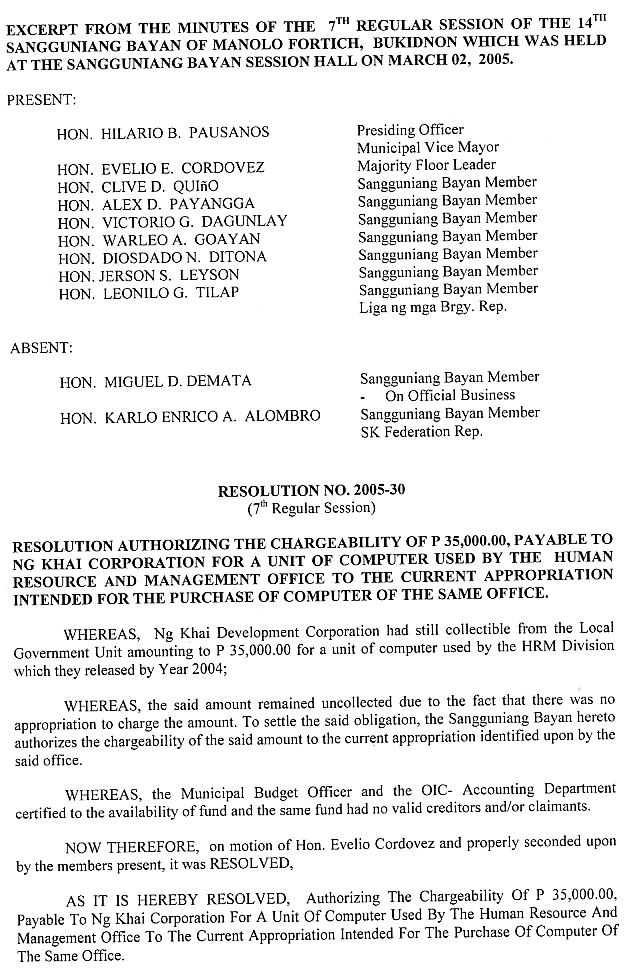 EXCERPT FROM THE MINUTES OF THE 7TH REGULAR SESSION OF THE 14TH
SANGGUNIANG BAYAN OF MANOLO FORTICH, BUKIDNON WHICH WAS HELD
AT THE SANGGUNIANG BAYAN SESSION HALL ON MARCH 02, 2005.
PRESENT:
HON. HILARIO B. PAUSANOS Presiding Officer
Municipal Vice Mayor
HON. EVELIO E. CORDOVEZ Majority Floor Leader
HON. CLIVE D. QUIñO Sangguniang Bayan Member
HON. ALEX D. PAYANGGA Sangguniang Bayan Member
HON. VICTORIO G. DAGUNLAY Sangguniang Bayan Member
HON. WARLEO A. GOAYAN Sangguniang Bayan Member
HON. DIOSDADO N. DITONA Sangguniang Bayan Member
HON. JERSON S. LEYSON Sangguniang Bayan Member
HON. LEONILO G. TILAP Sangguniang Bayan Member
Liga ng mga Brgy. Rep.
ABSENT:
HON. MIGUEL D. DEMATA Sangguniang Bayan Member
- On Official Business
HON. KARLO ENRICO A. ALOMBRO Sangguniang Bayan Member
SK Federation Rep.
RESOLUTION NO. 2005-30
(7th Regular Session)
RESOLUTION AUTHORIZING THE CHARGEABILITY OF P 35,000.00, PAYABLE TO
NG KHAI CORPORATION FOR A UNIT OF COMPUTER USED BY THE HUMAN
RESOURCE AND MANAGEMENT OFFICE TO THE CURRENT APPROPRIATION
INTENDED FOR THE PURCHASE OF COMPUTER OF THE SAME OFFICE.
WHEREAS, Ng Khai Development Corporation had still collectible from the Local
Government Unit amounting to P 35,000.00 for a unit of computer used by the HRM Division
which they released by Year 2004;
WHEREAS, the said amount remained uncollected due to the fact that there was no
appropriation to charge the amount. To settle the said obligation, the Sangguniang Bayan hereto
authorizes the chargeability of the said amount to the current appropriation identified upon by the
said office.
WHEREAS, the Municipal Budget Officer and the OIC- Accounting Department
certified to the availability of fund and the same fund had no valid creditors and/or claimants.
NOW THEREFORE, on motion of Hon. Evelio Cordovez and properly seconded upon
by the members present, it was RESOLVED,
AS IT IS HEREBY RESOLVED, Authorizing The Chargeability Of P 35,000.00,
Payable To Ng Khai Corporation For A Unit Of Computer Used By The Human Resource And
Management Office To The Current Appropriation Intended For The Purchase Of Computer Of
The Same Office.